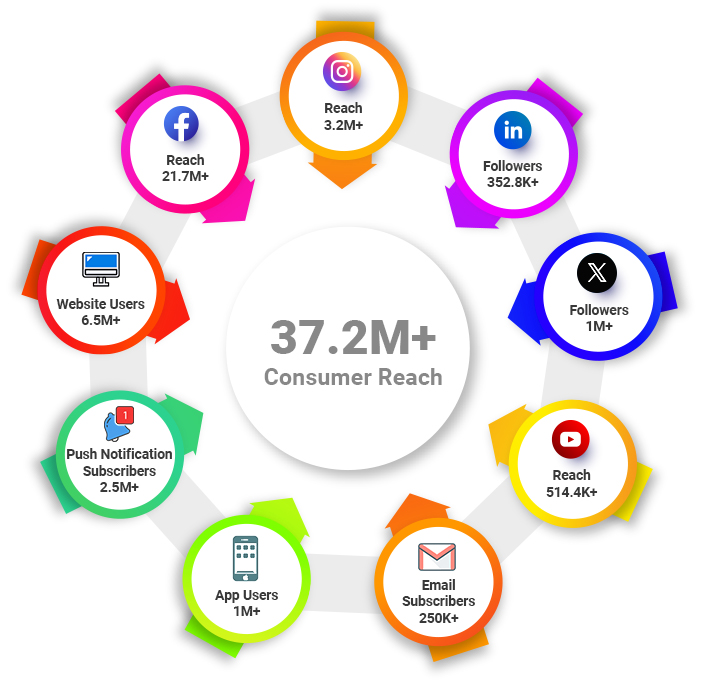 Reach
3.2M+
in
Followers
352.8K+
Followers
1M+
Reach
514.4K+
Email
Subscribers
250K+
App Users
1M+
1
Push Notification
Subscribers
2.5M+
Website Users
6.5M+
f
Reach
21.7M+
37.2M+
Consumer Reach